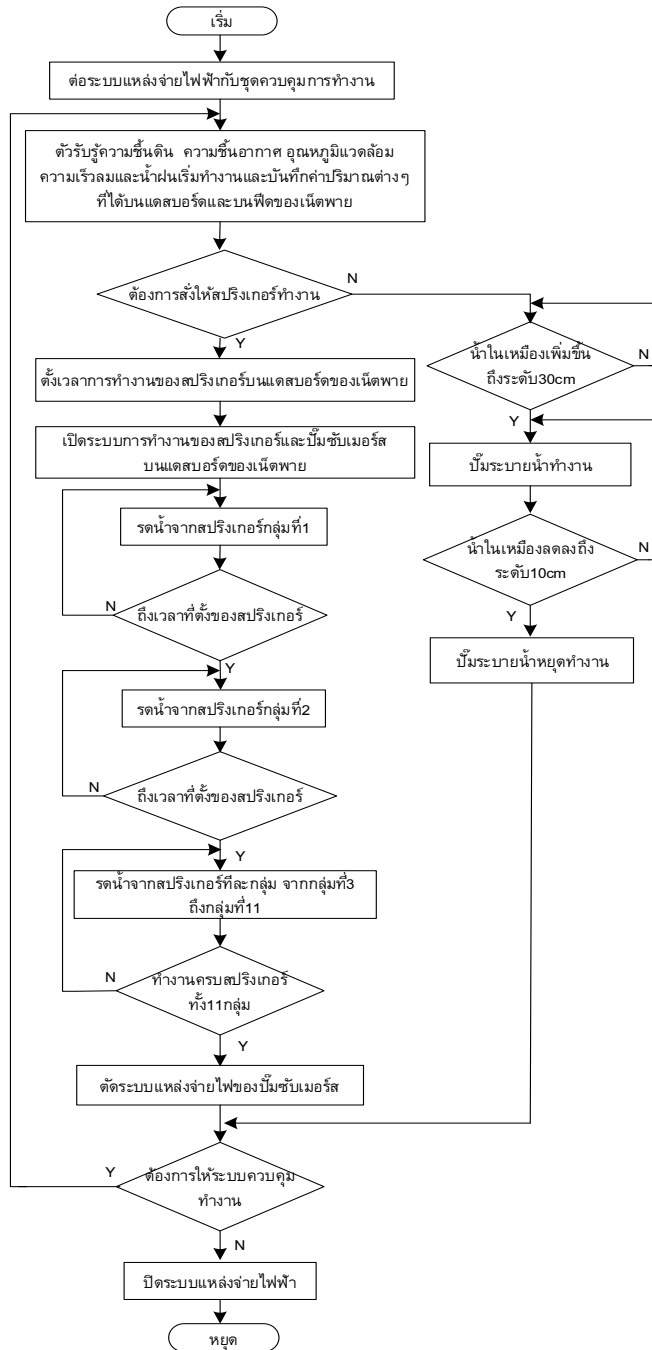 เริ่ม
ต่อระบบแหล่งจ่ายไฟฟ้ากับชุดควบคุมการทำงาน
ตัวรับรู้ความชื้นดิน ความชื้นอากาศ อุณหภูมิแวดล้อม
ความเร็วลมและน้ำฝนเริ่มทำงานและบันทึกค่าปริมาณต่างๆ
ที่ได้บนแดสบอร์ดและบนฟีดของเน็ตพาย
ต้องการสั่งให้สปริงเกอร์ทำงาน
N
Y
ตั้งเวลาการทำงานของสปริงเกอร์บนแดสบอร์ดของเน็ตพาย
เปิดระบบการทำงานของสปริงเกอร์และปั๊มซับเมอร์ส
บนแดสบอร์ดของเน็ตพาย
รดน้ำจากสปริงเกอร์กลุ่มที่1
N
ถึงเวลาที่ตั้งของสปริงเกอร์
Y
รดน้ำจากสปริงเกอร์กลุ่มที่2
N
ถึงเวลาที่ตั้งของสปริงเกอร์
Y
รดน้ำจากสปริงเกอร์ทีละกลุ่ม จากกลุ่มที่3
ถึงกลุ่มที่11
N
ทำงานครบสปริงเกอร์
ทั้ง11กลุ่ม
Y
ตัดระบบแหล่งจ่ายไฟของปั๊มซับเมอร์ส
น้ำในเหมืองเพิ่มขึ้น
ถึงระดับ30cm
N
Y
ปั๊มระบายน้ำทำงาน
น้ำในเหมืองลดลงถึง
ระดับ10cm
N
Y
ปั๊มระบายน้ำหยุดทำงาน
Y
ต้องการให้ระบบควบคุม
ทำงาน
N
ปิดระบบแหล่งจ่ายไฟฟ้า
หยุด